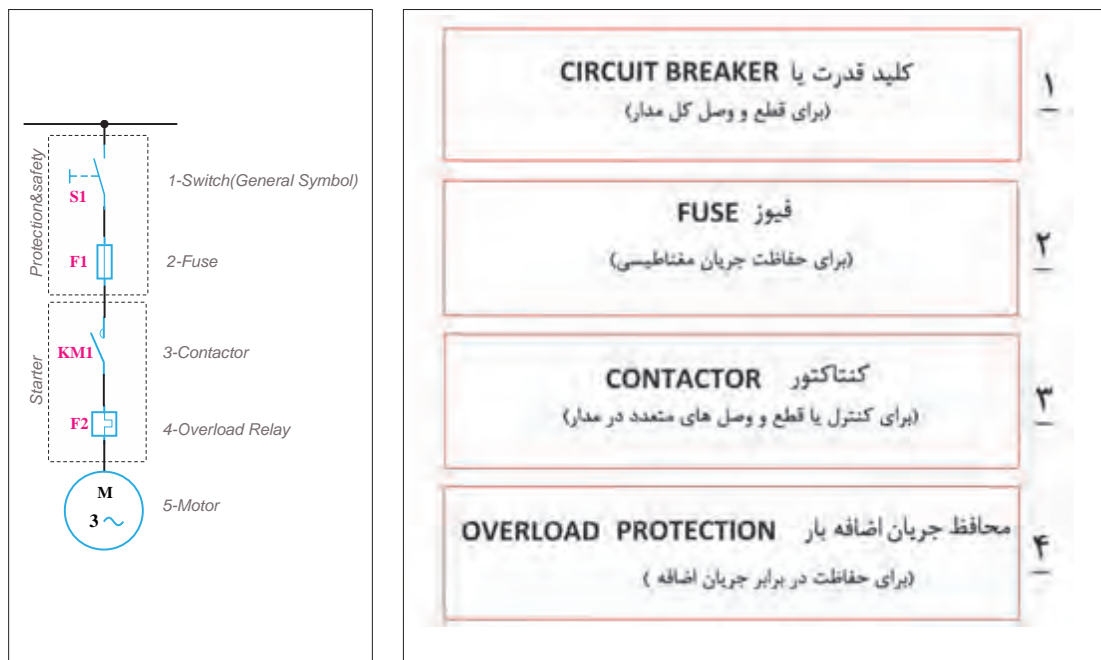 Protection&safety
S1
1-Switch(General Symbol)
F1
2-Fuse
Starter
KM1
3-Contactor
F2
4-Overload Relay
M
3
5-Motor
۱
کلید قدرت یا CIRCUIT BREAKER
(برای قطع و وصل کل مدار)
۲
فیوز FUSE
(برای حفاظت جریان مغناطیسی)
۳
کنتاکتور CONTACTOR
(برای کنترل یا قطع و وصل های متعدد در مدار)
۴
محافظ جریان اضافه بار OVERLOAD PROTECTION
(برای حفاظت در برابر جریان اضافه )